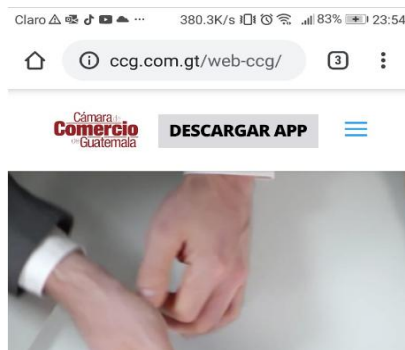 Claro ... 380.3K/s 83% 23:54
ccg.com.gt/web-ccg/ 3
Cámara de
Comercio
de Guatemala
DESCARGAR APP